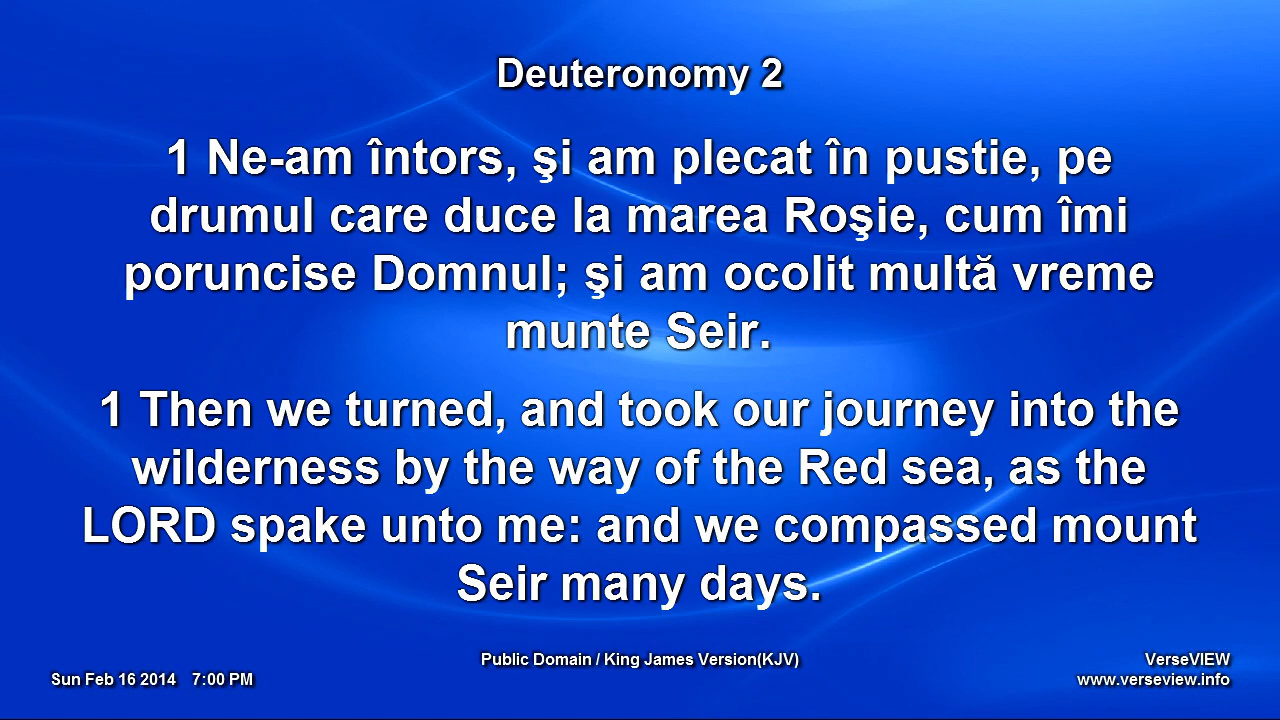 Deuteronomy 2
1 Ne-am întors, şi am plecat în pustie, pe
drumul care duce la marea Roşie, cum îmi
poruncise Domnul; şi am ocolit multă vreme
munte Seir.
1 Then we turned, and took our journey into the
wilderness by the way of the Red sea, as the
LORD spake unto me: and we compassed mount
Seir many days.
Public Domain / King James Version(KJV)
VerseVIEW
Sun Feb 16 2014 7:00 PM
www.verseview.info